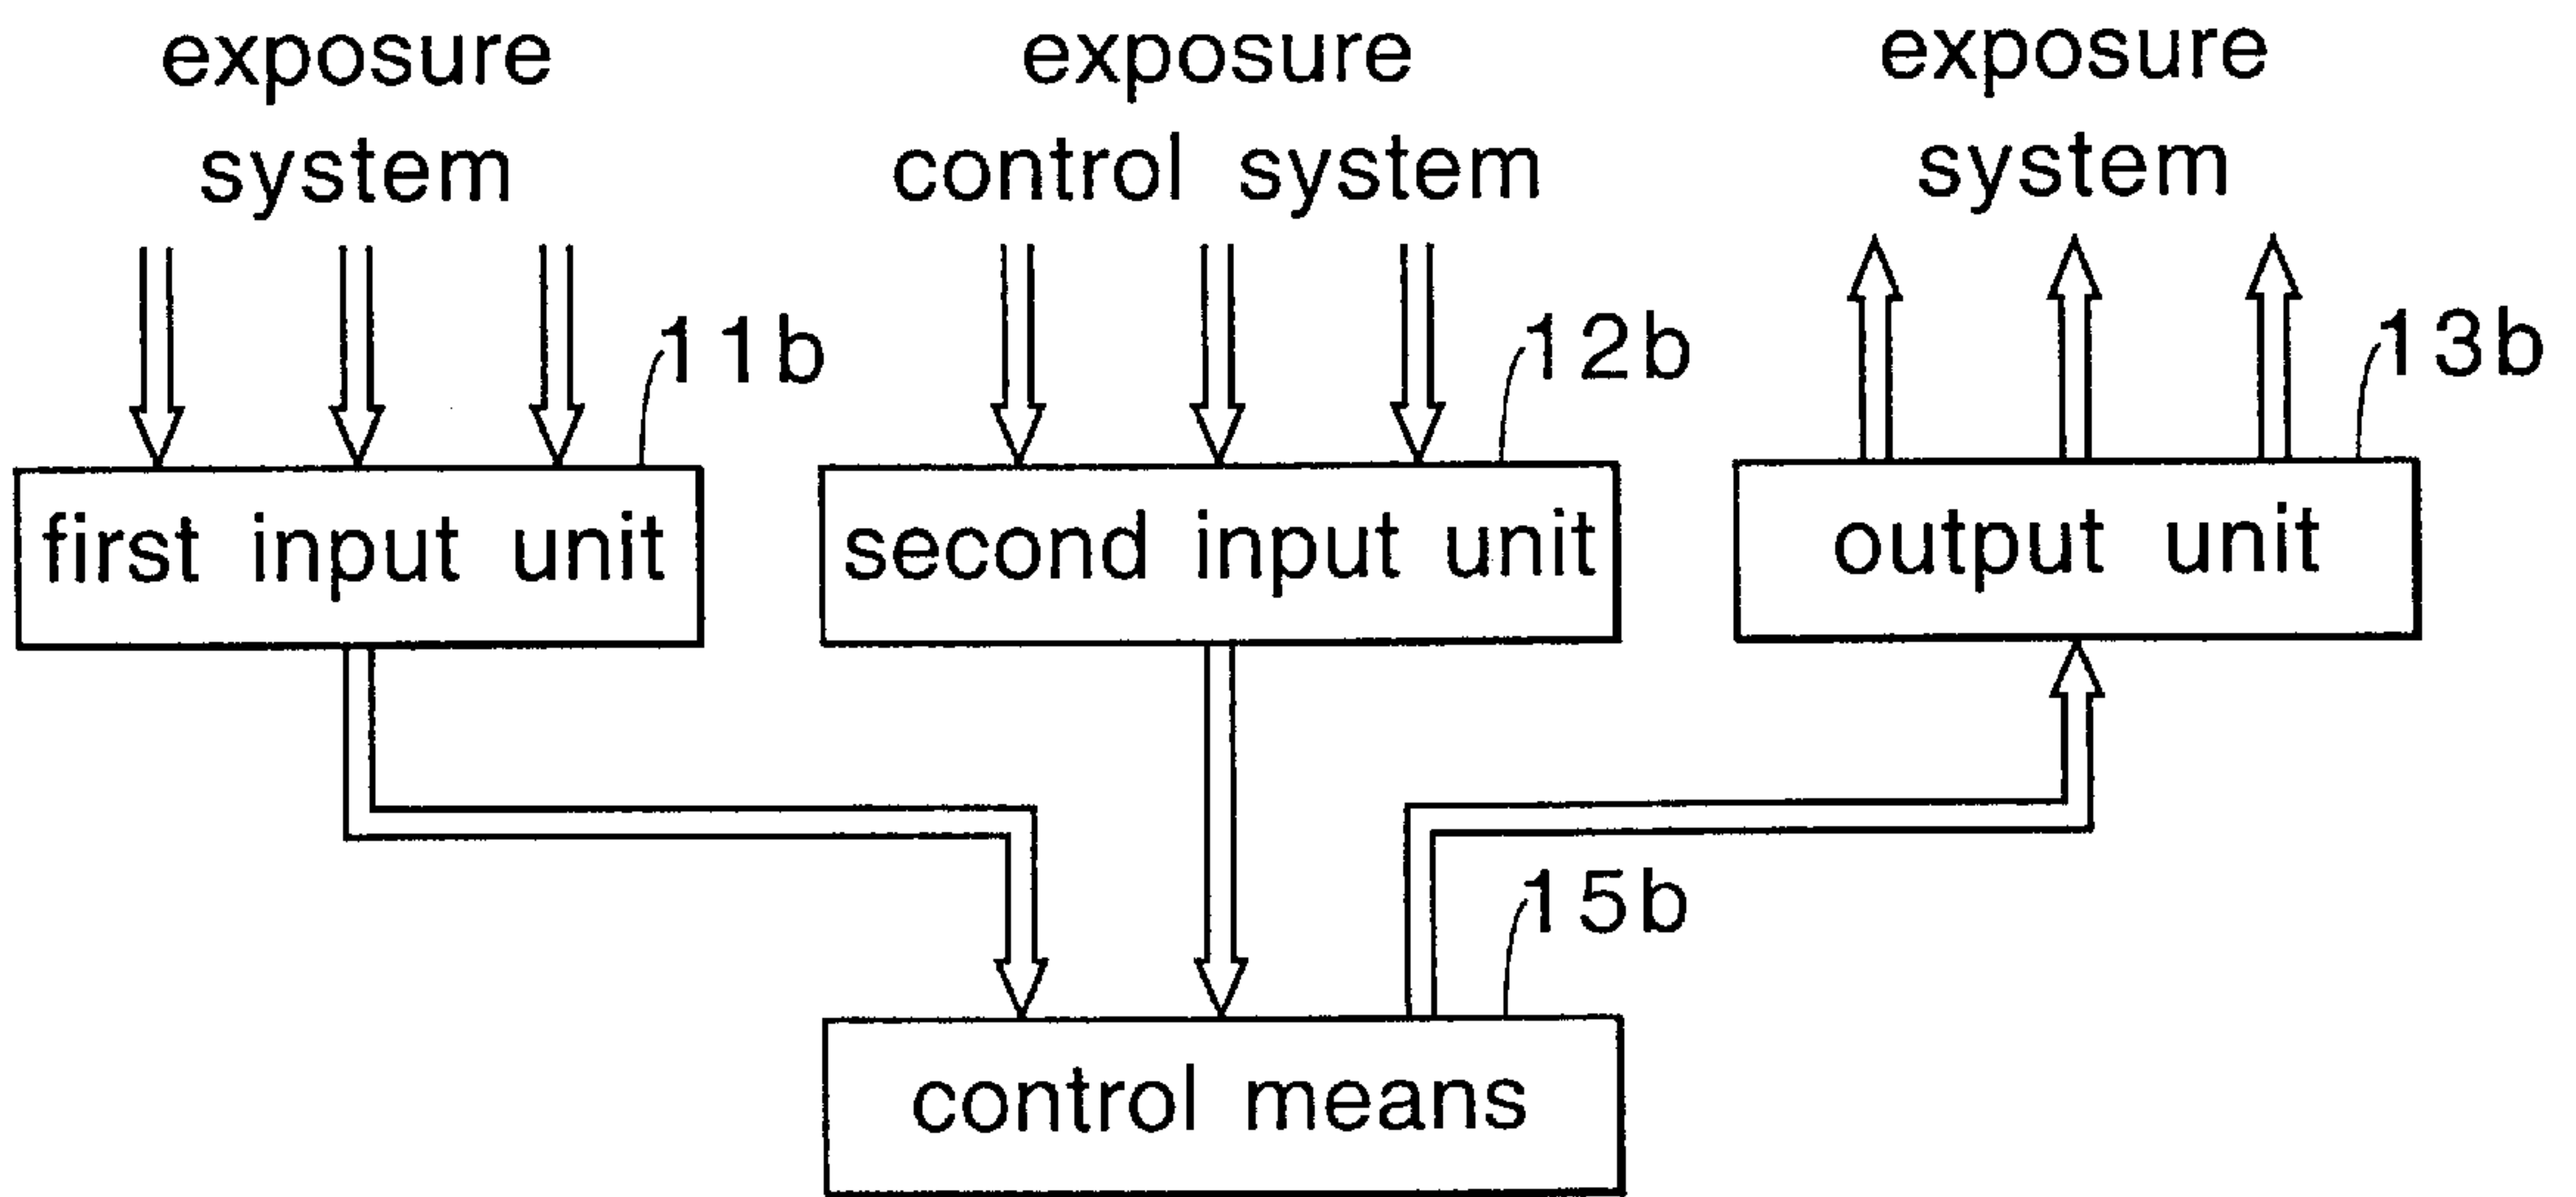 exposure
system
exposure
control system
exposure
system
11b
12b
13b
first input unit
second input unit
output unit
15b
control means